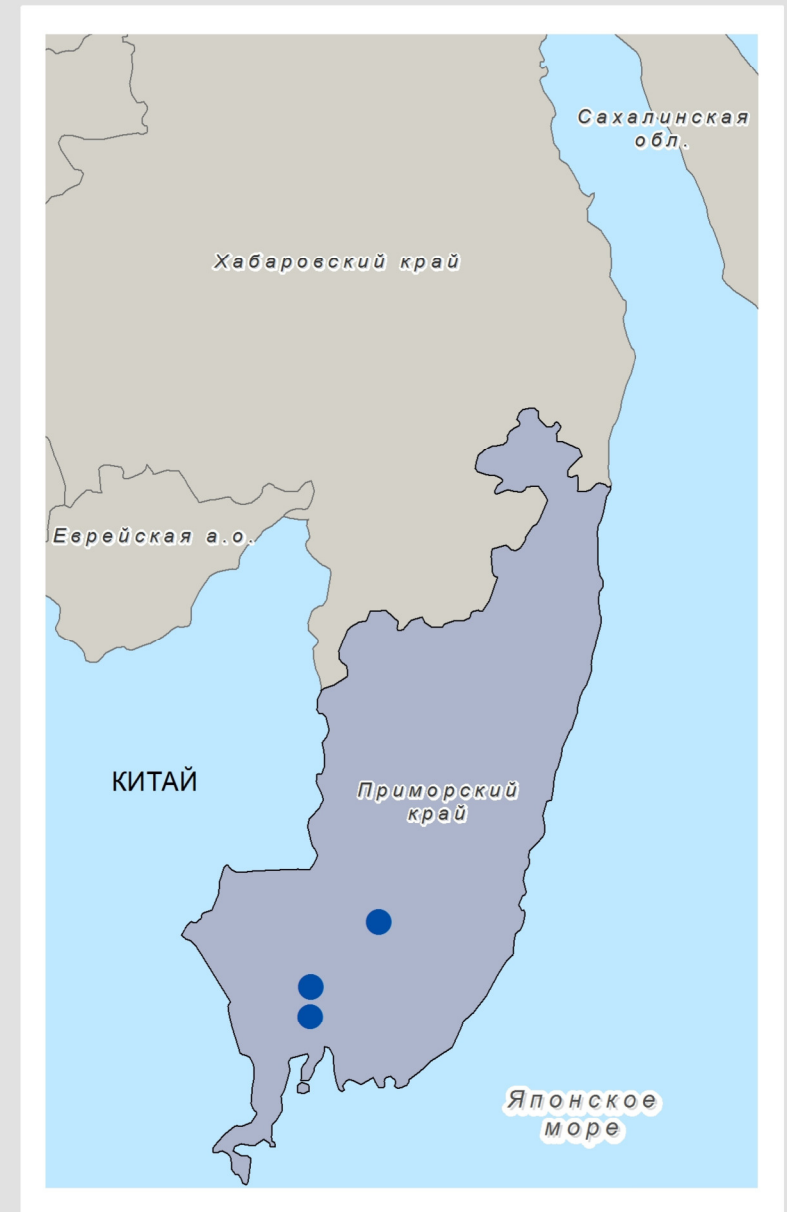 Сахалинская
обл.
Хабаровский край
Еврейская а.о.
КИТАЙ
Приморский
край
Японское
море